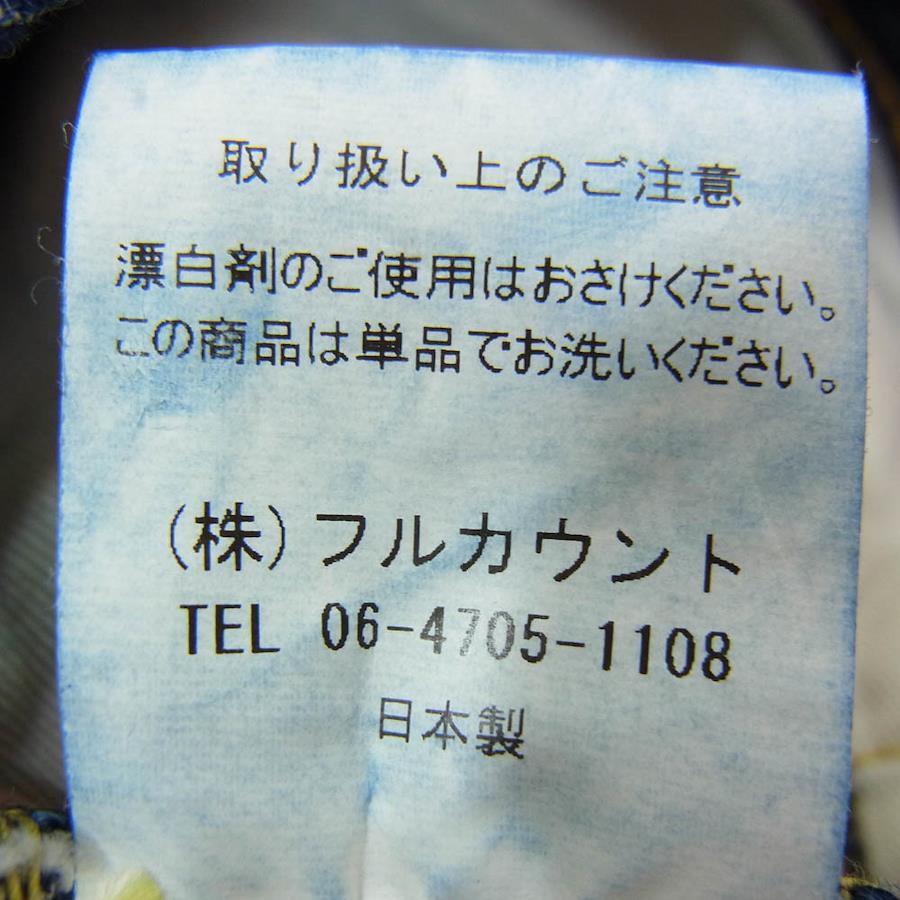 取り扱い上のご注意
漂白剤のご使用はおさけください。
この商品は単品でお洗いください。
(株)フルカウント
TEL 06-4705-1108
日本製